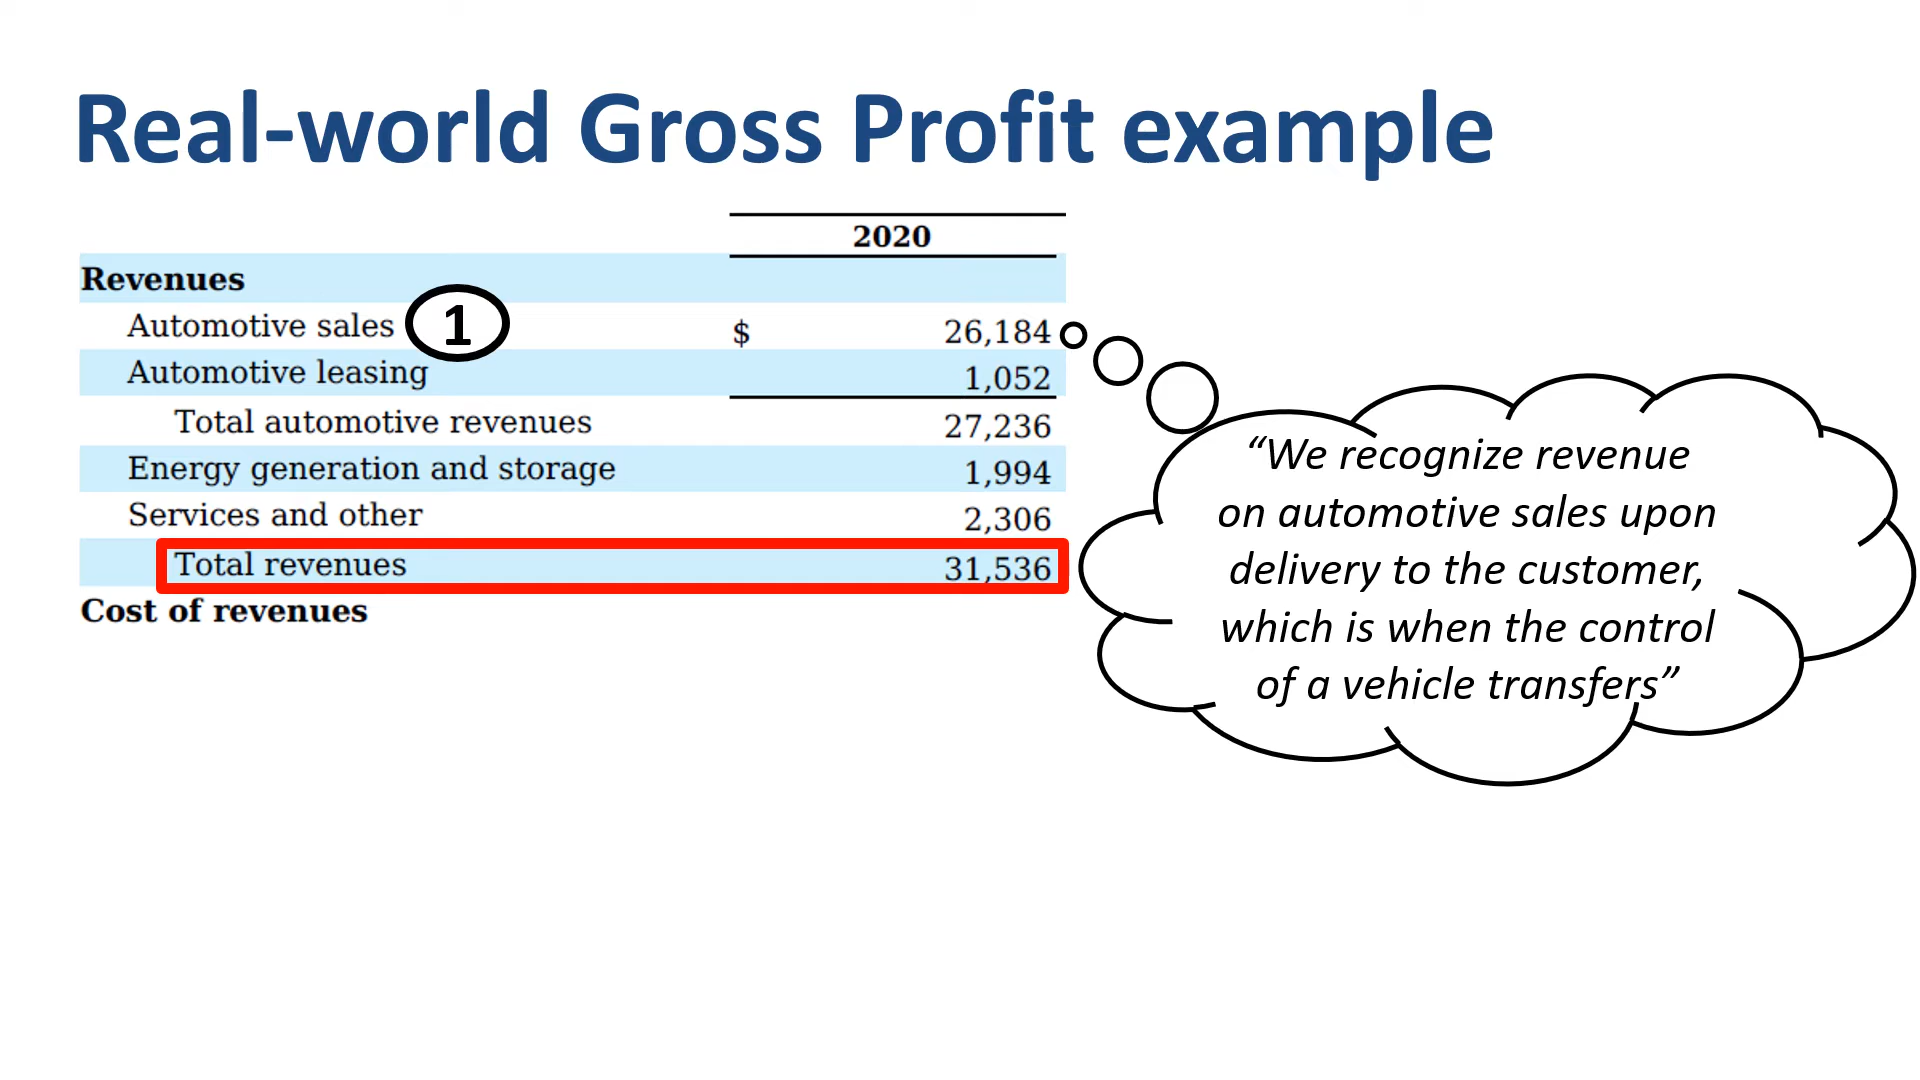 Real-world Gross Profit example
2020
Revenues
Automotive sales 1 $ 26,184
Automotive leasing 1,052
Total automotive revenues 27,236
Energy generation and storage 1,994
Services and other 2,306
Total revenues 31,536
Cost of revenues
“We recognize revenue
on automotive sales upon
delivery to the customer,
which is when the control
of a vehicle transfers”